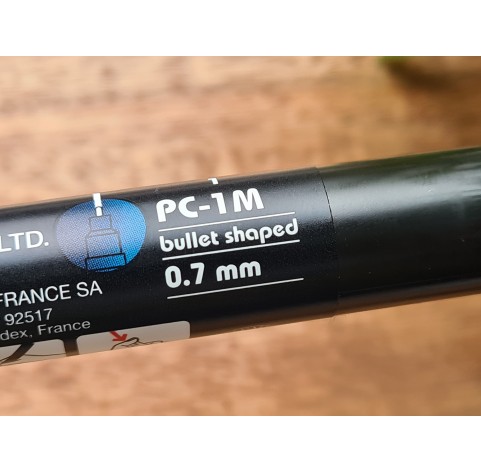 PC-1M
bullet shaped
0.7 mm
LTD.
FRANCE SA
92517
dex, France